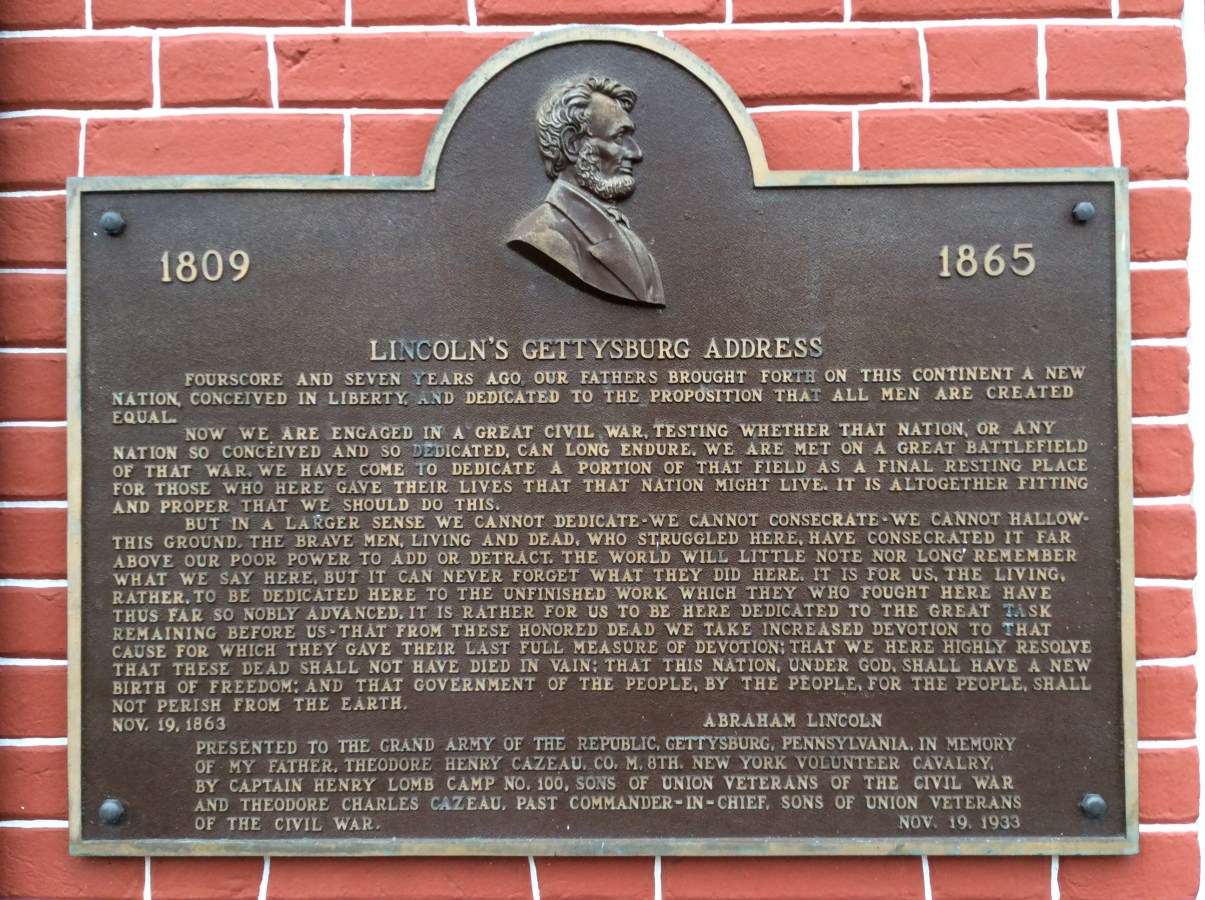 1809
1865
LINCOLN'S GETTYSBURG ADDRESS
FOURSCORE AND SEVEN YEARS AGO, OUR FATHERS BROUGHT FORTH ON THIS CONTINENT A NEW
NATION, CONCEIVED IN LIBERTY, AND DEDICATED TO THE PROPOSITION THAT ALL MEN ARE CREATED
EQUAL.
NOW WE ARE ENGAGED IN A GREAT CIVIL WAR, TESTING WHETHER THAT NATION, OR ANY
NATION SO CONCEIVED AND SO DEDICATED, CAN LONG ENDURE. WE ARE MET ON A GREAT BATTLEFIELD
OF THAT WAR. WE HAVE COME TO DEDICATE A PORTION OF THAT FIELD AS A FINAL RESTING PLACE
FOR THOSE WHO HERE GAVE THEIR LIVES THAT THAT NATION MIGHT LIVE. IT IS ALTOGETHER FITTING
AND PROPER THAT WE SHOULD DO THIS.
BUT IN A LARGER SENSE WE CANNOT DEDICATE-WE CANNOT CONSECRATE-WE CANNOT HALLOW-
THIS GROUND. THE BRAVE MEN, LIVING AND DEAD, WHO STRUGGLED HERE, HAVE CONSECRATED IT FAR
ABOVE OUR POOR POWER TO ADD OR DETRACT. THE WORLD WILL LITTLE NOTE NOR LONG REMEMBER
WHAT WE SAY HERE, BUT IT CAN NEVER FORGET WHAT THEY DID HERE. IT IS FOR US, THE LIVING,
RATHER, TO BE DEDICATED HERE TO THE UNFINISHED WORK WHICH THEY WHO FOUGHT HERE HAVE
THUS FAR SO NOBLY ADVANCED. IT IS RATHER FOR US TO BE HERE DEDICATED TO THE GREAT TASK
REMAINING BEFORE US-THAT FROM THESE HONORED DEAD WE TAKE INCREASED DEVOTION TO THAT
CAUSE FOR WHICH THEY GAVE THEIR LAST FULL MEASURE OF DEVOTION; THAT WE HERE HIGHLY RESOLVE
THAT THESE DEAD SHALL NOT HAVE DIED IN VAIN: THAT THIS NATION, UNDER GOD, SHALL HAVE A NEW
BIRTH OF FREEDOM; AND THAT GOVERNMENT OF THE PEOPLE, BY THE PEOPLE, FOR THE PEOPLE, SHALL
NOT PERISH FROM THE EARTH.
NOV. 19, 1863
ABRAHAM LINCOLN
PRESENTED TO THE GRAND ARMY OF THE REPUBLIC, GETTYSBURG, PENNSYLVANIA, IN MEMORY
OF MY FATHER, THEODORE HENRY CAZEAU, CO. M, 8TH. NEW YORK VOLUNTEER CAVALRY,
BY CAPTAIN HENRY LOMB CAMP NO. 100, SONS OF UNION VETERANS OF THE CIVIL WAR
AND THEODORE CHARLES CAZEAU, PAST COMMANDER-IN-CHIEF, SONS OF UNION VETERANS
OF THE CIVIL WAR.
NOV. 19, 1933